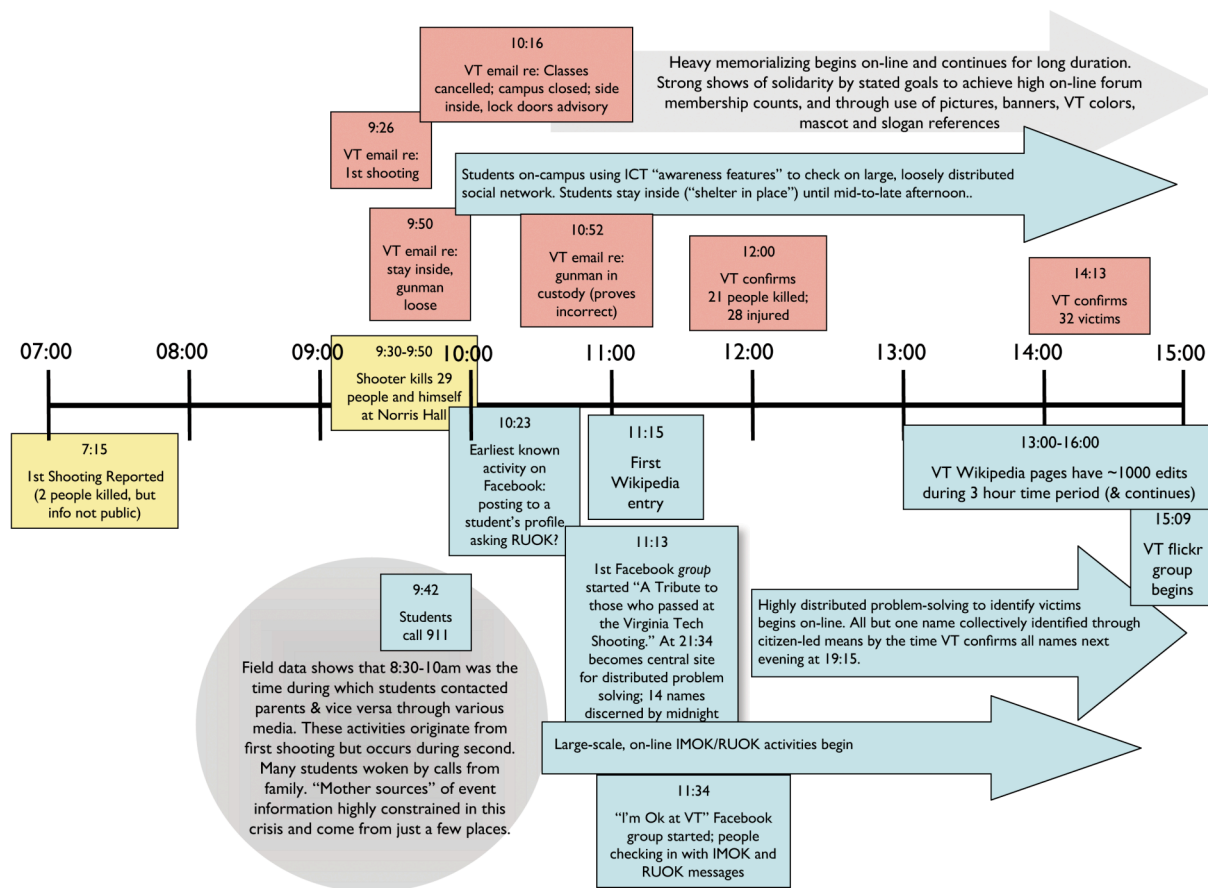 10:16
VT email re: Classes
cancelled; campus closed; side
inside, lock doors advisory
Heavy memorializing begins on-line and continues for long duration.
Strong shows of solidarity by stated goals to achieve high on-line forum
membership counts, and through use of pictures, banners, VT colors,
mascot and slogan references
9:26
VT email re:
1st shooting
Students on-campus using ICT “awareness features” to check on large, loosely distributed
social network. Students stay inside (“shelter in place”) until mid-to-late afternoon..
9:50
VT email re:
stay inside,
gunman
loose
10:52
VT email re:
gunman in
custody (proves
incorrect)
12:00
VT confirms
21 people killed;
28 injured
14:13
VT confirms
32 victims
07:00 08:00 09:00 10:00 11:00 12:00 13:00 14:00 15:00
9:30-9:50
Shooter kills 29
people and himself
at Norris Hall
7:15
1st Shooting Reported
(2 people killed, but
info not public)
10:23
Earliest known
activity on
Facebook:
posting to a
student’s profile
asking RUOK?
11:15
First
Wikipedia
entry
13:00-16:00
VT Wikipedia pages have ~1000 edits
during 3 hour time period (& continues)
15:09
VT flickr
group
begins
11:13
1st Facebook group
started “A Tribute to
those who passed at
the Virginia Tech
Shooting.” At 21:34
becomes central site
for distributed problem
solving; 14 names
discerned by midnight
9:42
Students
call 911
Highly distributed problem-solving to identify victims
begins on-line. All but one name collectively identified through
citizen-led means by the time VT confirms all names next
evening at 19:15.
Field data shows that 8:30-10am was the
time during which students contacted
parents & vice versa through various
media. These activities originate from
first shooting but occurs during second.
Many students woken by calls from
family. “Mother sources” of event
information highly constrained in this
crisis and come from just a few places.
Large-scale, on-line IMOK/RUOK activities begin
11:34
“I’m Ok at VT” Facebook
group started; people
checking in with IMOK and
RUOK messages